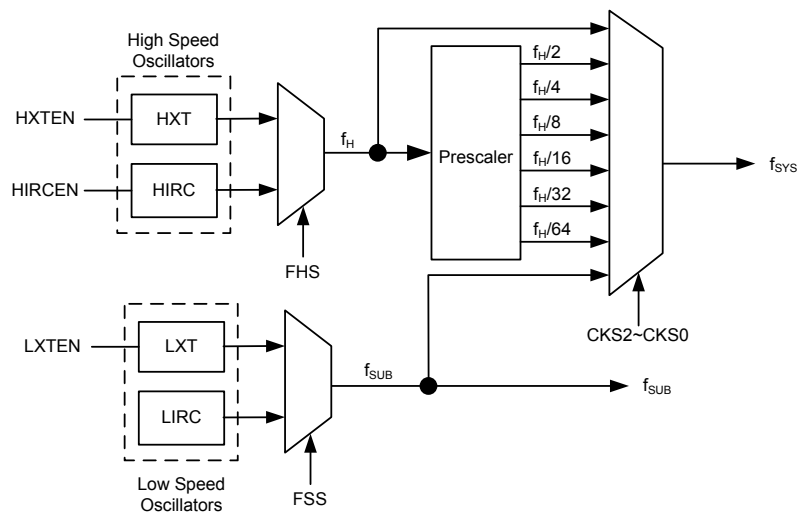 High Speed
Oscillators
HXTEN
HXT
HIRCEN
HIRC
FHS
fH
Prescaler
fH/2
fH/4
fH/8
fH/16
fH/32
fH/64
fSYS
CKS2~CKS0
LXTEN
LXT
LIRC
Low Speed
Oscillators
FSS
fSUB
fSUB